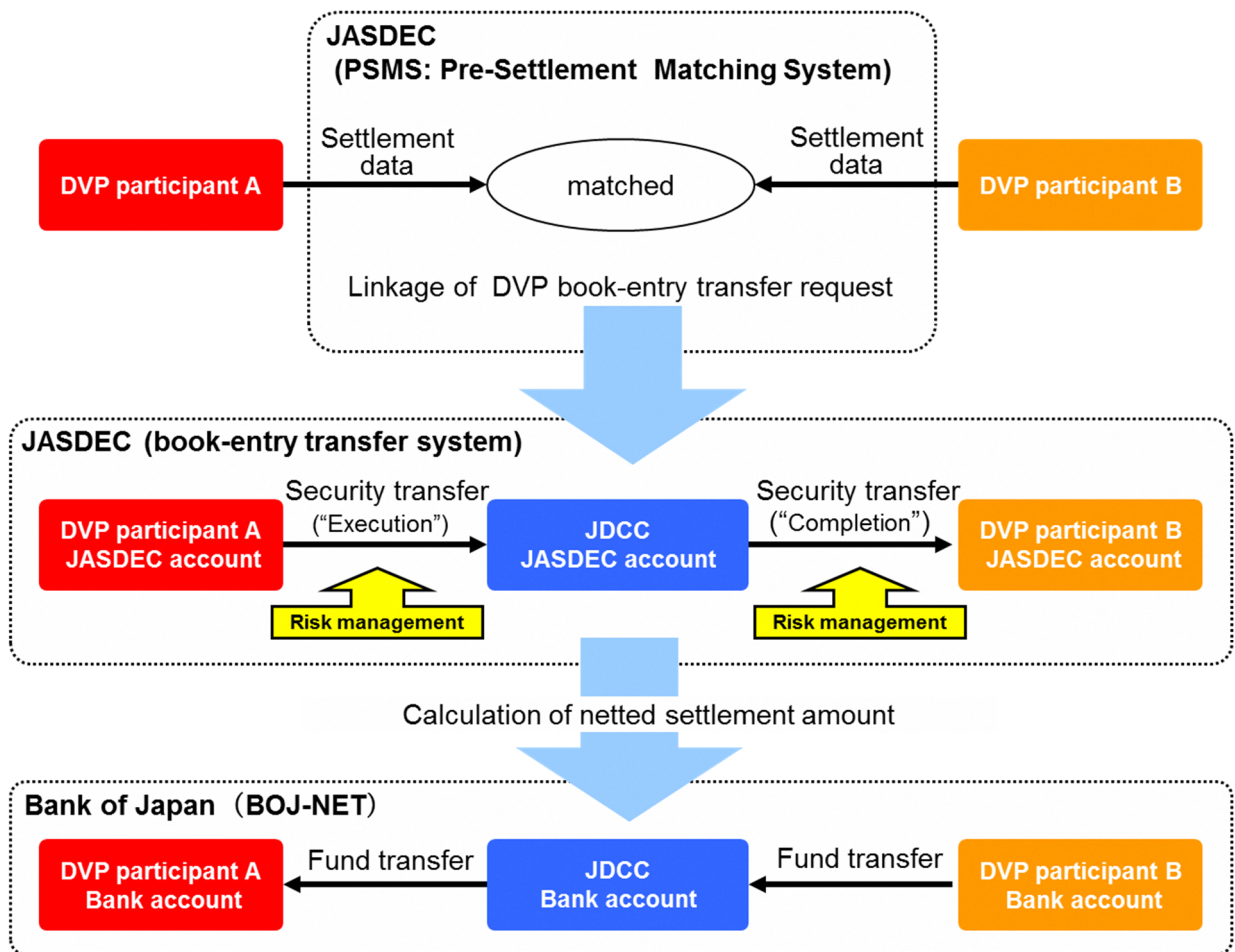 JASDEC
(PSMS: Pre-Settlement Matching System)
Settlement
data
Settlement
data
DVP participant A
matched
DVP participant B
Linkage of DVP book-entry transfer request
JASDEC (book-entry transfer system)
Security transfer
(“Execution”)
Security transfer
(“Completion”)
DVP participant A
JASDEC account
JDCC
JASDEC account
DVP participant B
JASDEC account
Risk management
Risk management
Calculation of netted settlement amount
Bank of Japan（BOJ-NET）
DVP participant A
Bank account
Fund transfer
JDCC
Bank account
Fund transfer
DVP participant B
Bank account